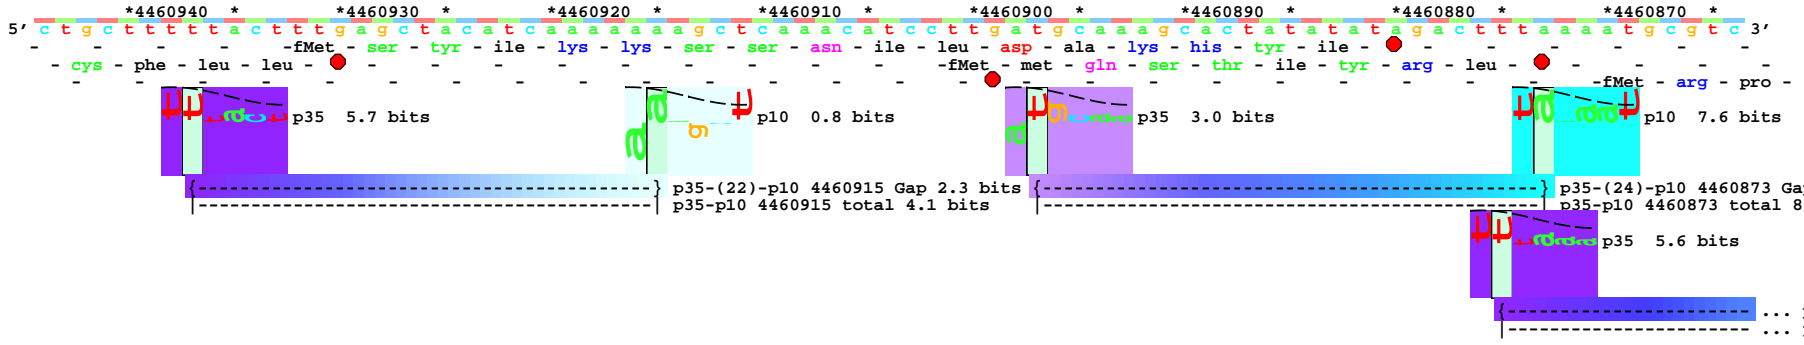 *4460940 * *4460930 * *4460920 * *4460910 * *4460900 * *4460890 * *4460880 * *4460870 *
5' c t g c t t t t t a c t t t g a g c t a c a t c a a a a a a a g c t c a a a c a t c c t t g a t g c a a a g c a c t a t a t a t a g a c t t t a a a a t g c g t c 3'
- - - - -fMet - ser - tyr - ile - lys - lys - ser - ser - asn - ile - leu - asp - ala - lys - his - tyr - ile - - - - - - -
- cys - phe - leu - leu - - - - - - - - - - -fMet - met - gln - ser - thr - ile - tyr - arg - leu - - - - -
- - - - - - - - - - - - - - - - - - - - - - - - -fMet - arg - pro -
p35 5.7 bits p10 0.8 bits p35 3.0 bits p10 7.6 bits
p35-(22)-p10 4460915 Gap 2.3 bits p35-(24)-p10 4460873 Ga
p35-p10 4460915 total 4.1 bits p35-p10 4460873 total 8
p35 5.6 bits
...
...